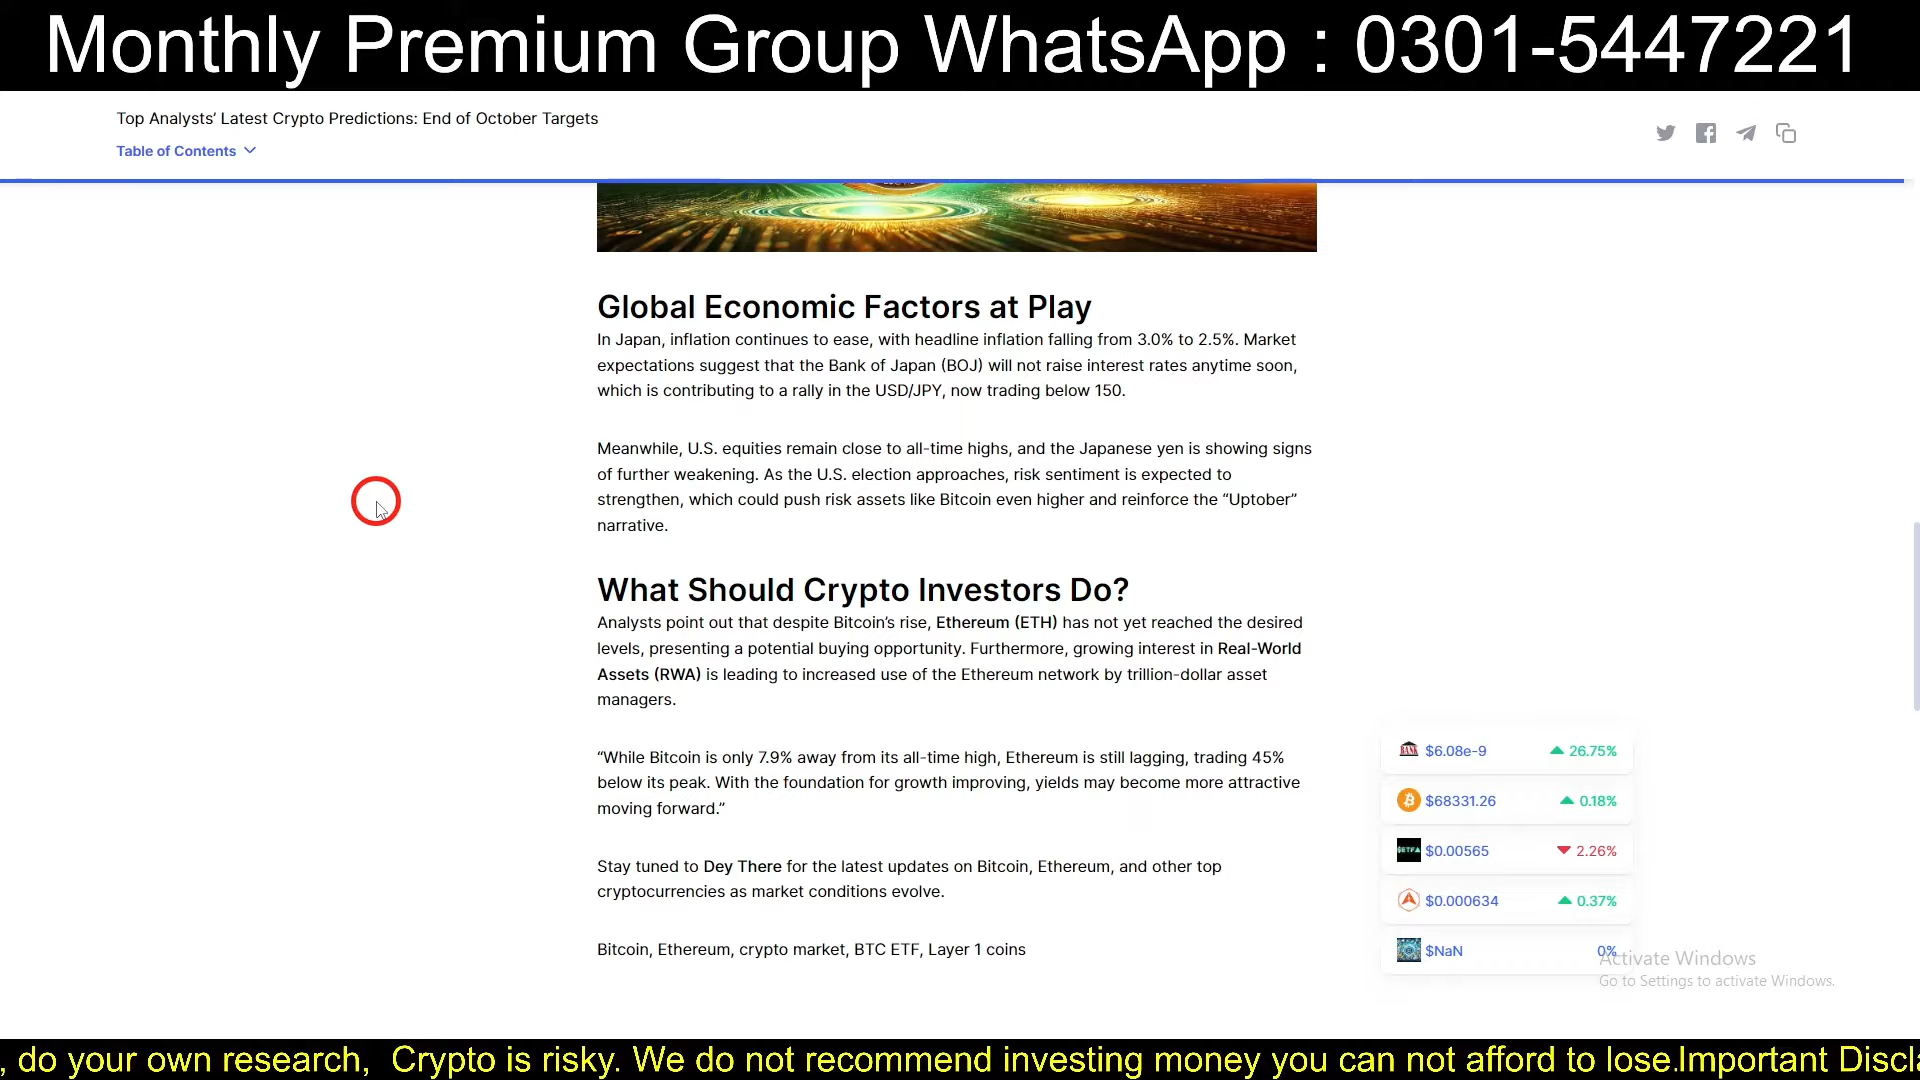 Monthly Premium Group WhatsApp : 0301-5447221
Top Analysts’ Latest Crypto Predictions: End of October Targets
Table of Contents
Global Economic Factors at Play
In Japan, inflation continues to ease, with headline inflation falling from 3.0% to 2.5%. Market
expectations suggest that the Bank of Japan (BOJ) will not raise interest rates anytime soon,
which is contributing to a rally in the USD/JPY, now trading below 150.
Meanwhile, U.S. equities remain close to all-time highs, and the Japanese yen is showing signs
of further weakening. As the U.S. election approaches, risk sentiment is expected to
strengthen, which could push risk assets like Bitcoin even higher and reinforce the “Uptober”
narrative.
What Should Crypto Investors Do?
Analysts point out that despite Bitcoin’s rise, Ethereum (ETH) has not yet reached the desired
levels, presenting a potential buying opportunity. Furthermore, growing interest in Real-World
Assets (RWA) is leading to increased use of the Ethereum network by trillion-dollar asset
managers.
“While Bitcoin is only 7.9% away from its all-time high, Ethereum is still lagging, trading 45%
below its peak. With the foundation for growth improving, yields may become more attractive
moving forward.”
Stay tuned to Dey There for the latest updates on Bitcoin, Ethereum, and other top
cryptocurrencies as market conditions evolve.
Bitcoin, Ethereum, crypto market, BTC ETF, Layer 1 coins
BANK $6.08e-9 26.75%
$68331.26 0.18%
$ETF $0.00565 2.26%
$0.000634 0.37%
$NaN 0%
Activate Windows
Go to Settings to activate Windows.
, do your own research, Crypto is risky. We do not recommend investing money you can not afford to lose.Important Discla